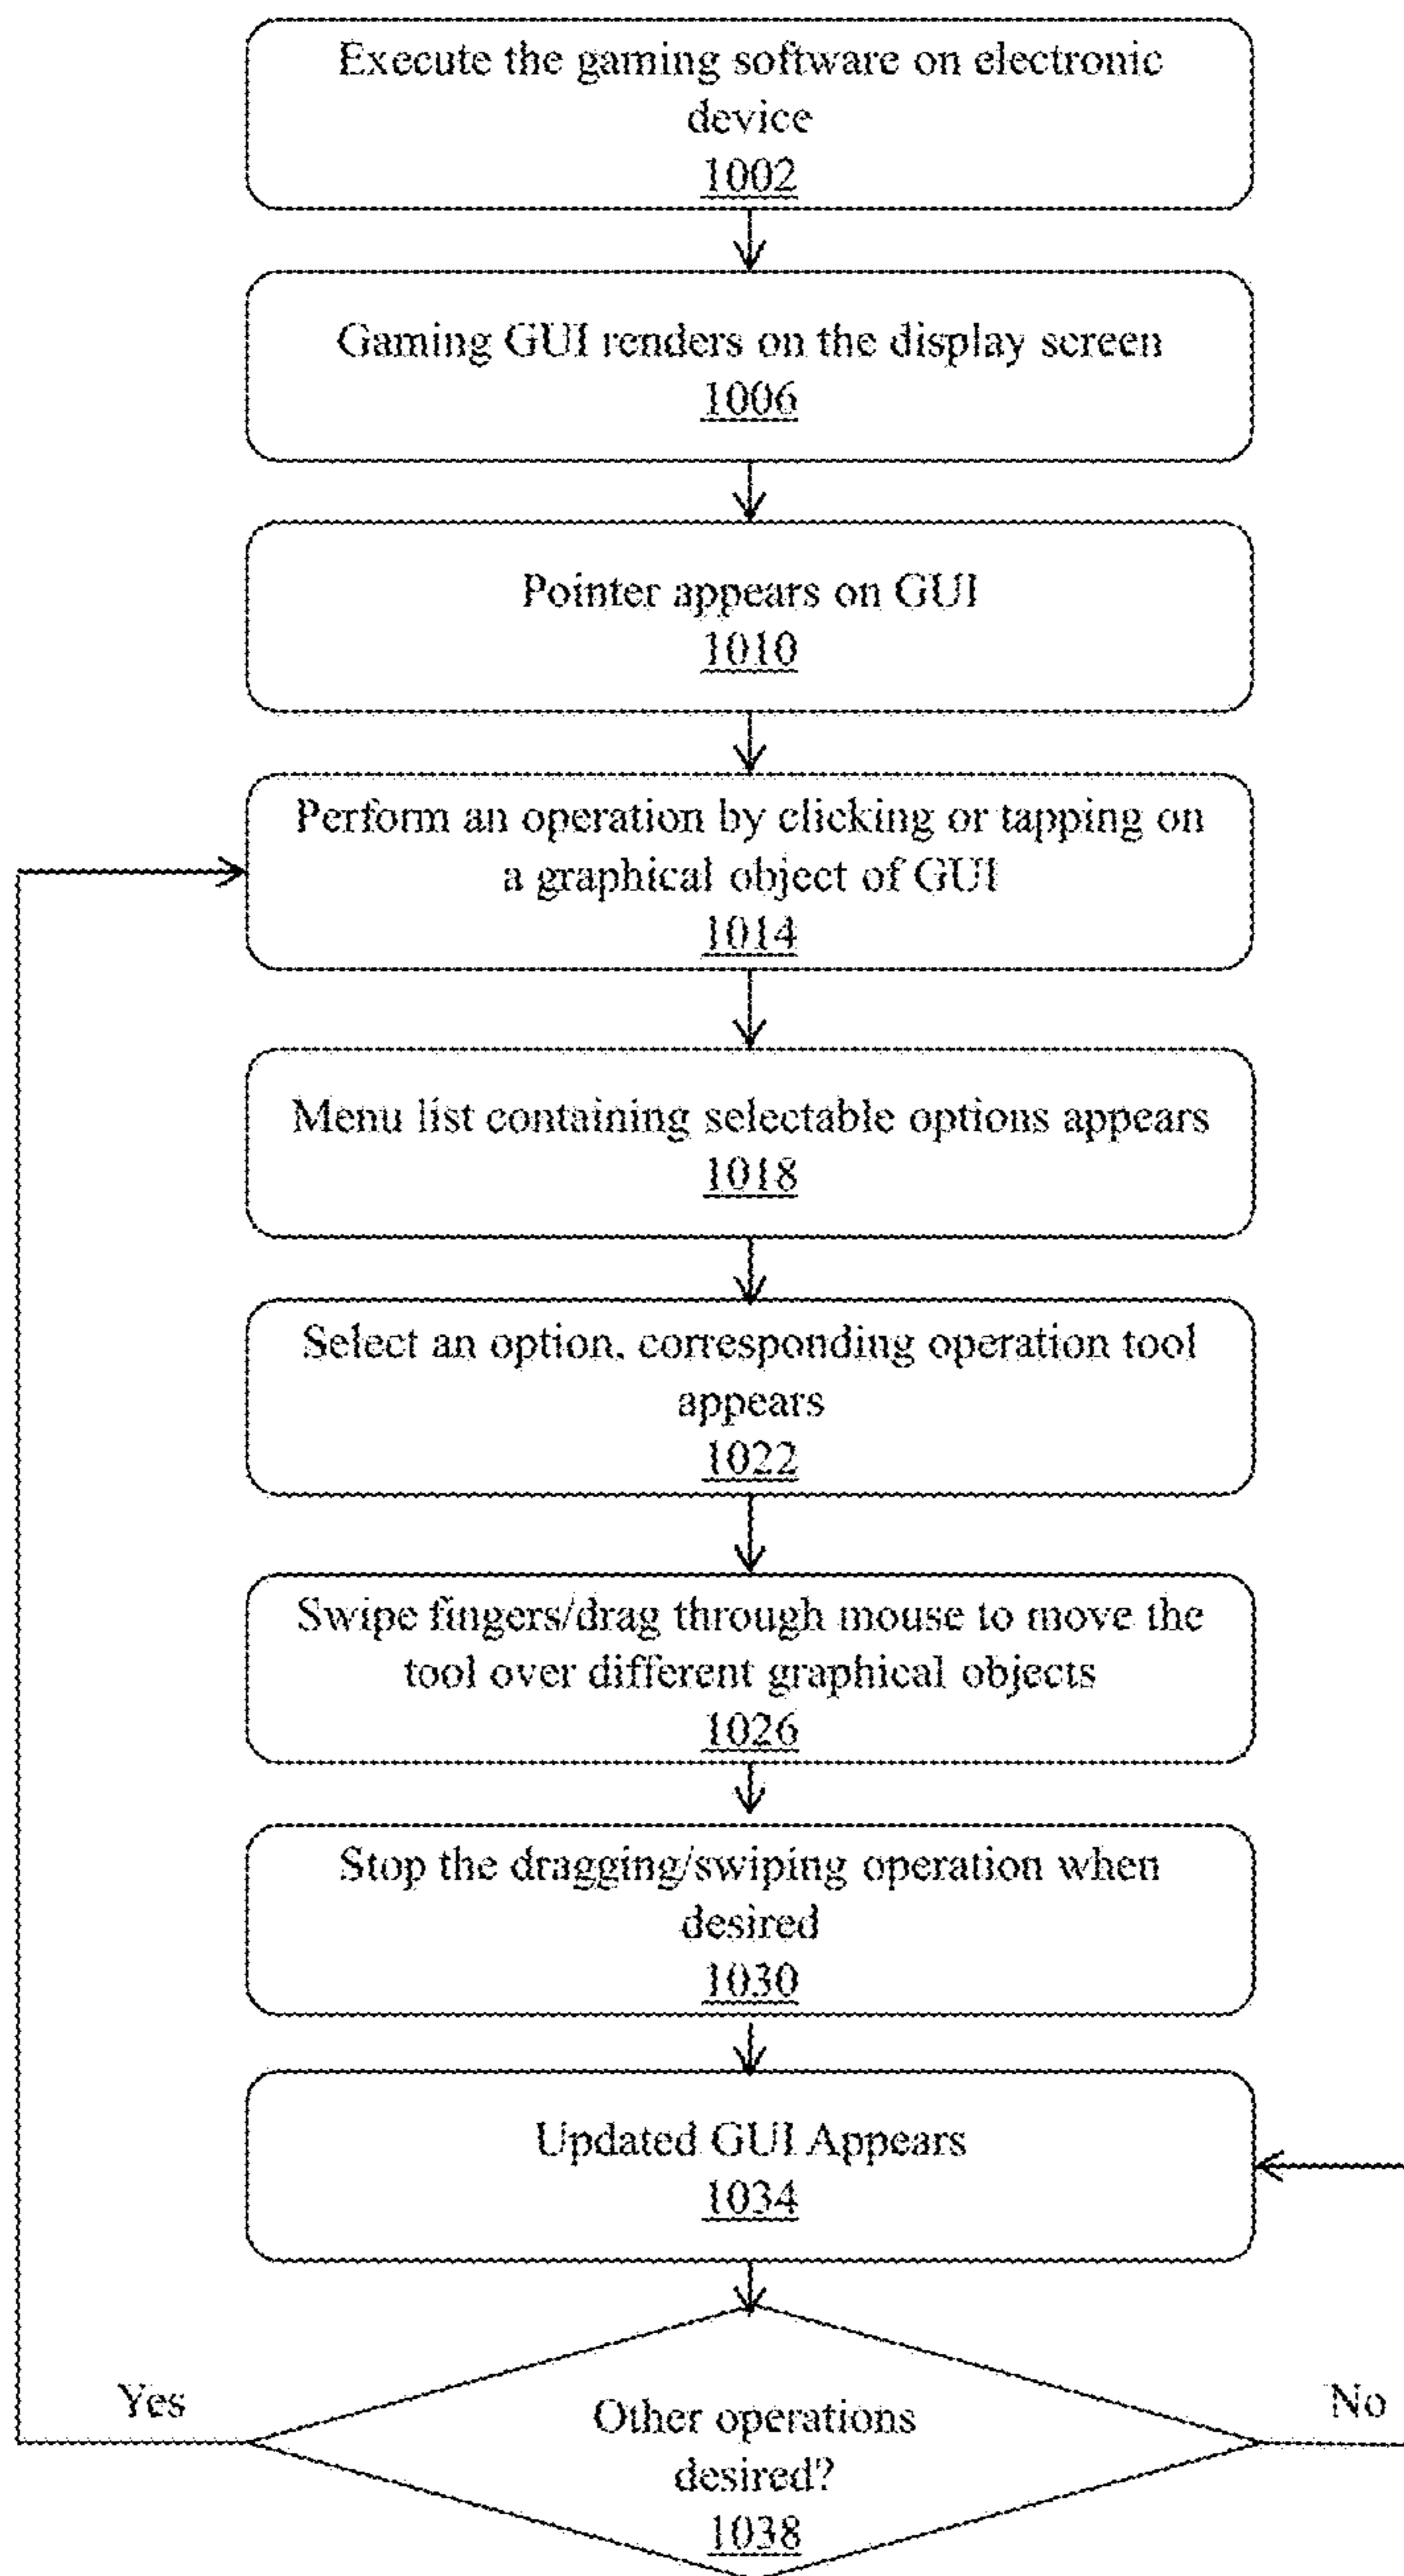 Execute the gaming software on electronic
device
1002
Gaming GUI renders on the display screen
1006
Pointer appears on GUI
1010
Perform an operation by clicking or tapping on
a graphical object of GUI
1014
Menu list containing selectable options appears
1018
Select an option, corresponding operation tool
appears
1022
Swipe fingers/drag through mouse to move the
tool over different graphical objects
1026
Stop the dragging/swiping operation when
desired
1030
Updated GUI Appears
1034
Yes
No
Other operations
desired?
1038